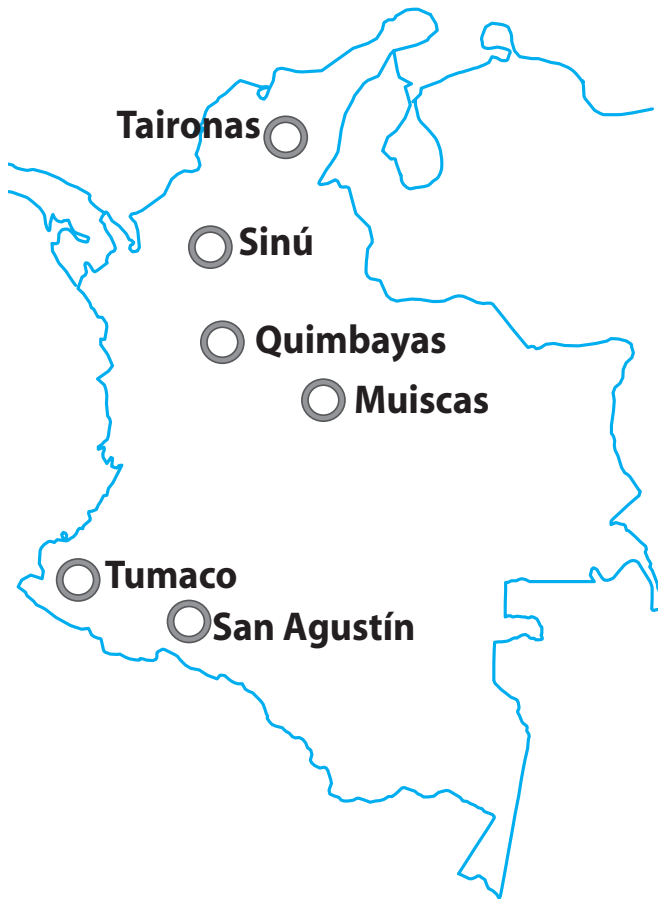 Taironas
Sinú
Quimbayas
Muiscas
Tumaco
San Agustín